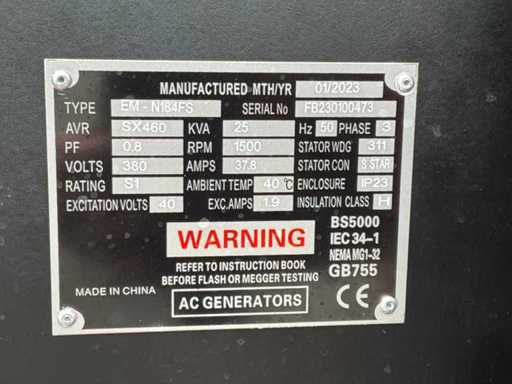 MANUFACTURED MTH/YR 01/2023
TYPE EM - N184FS SERIAL No FB230100473
AVR SX460 KVA 25 Hz 50 PHASE 3
PF 0.8 RPM 1500 STATOR WDG 311
VOLTS 380 AMPS 37.8 STATOR CON S STAR
RATING S1 AMBIENT TEMP 40 °C ENCLOSURE IP23
EXCITATION VOLTS 40 EXC.AMPS 1.9 INSULATION CLASS H
WARNING
REFER TO INSTRUCTION BOOK
BEFORE FLASH OR MEGGER TESTING
AC GENERATORS
MADE IN CHINA
BS5000
IEC 34-1
NEMA MG1-32
GB755
CE